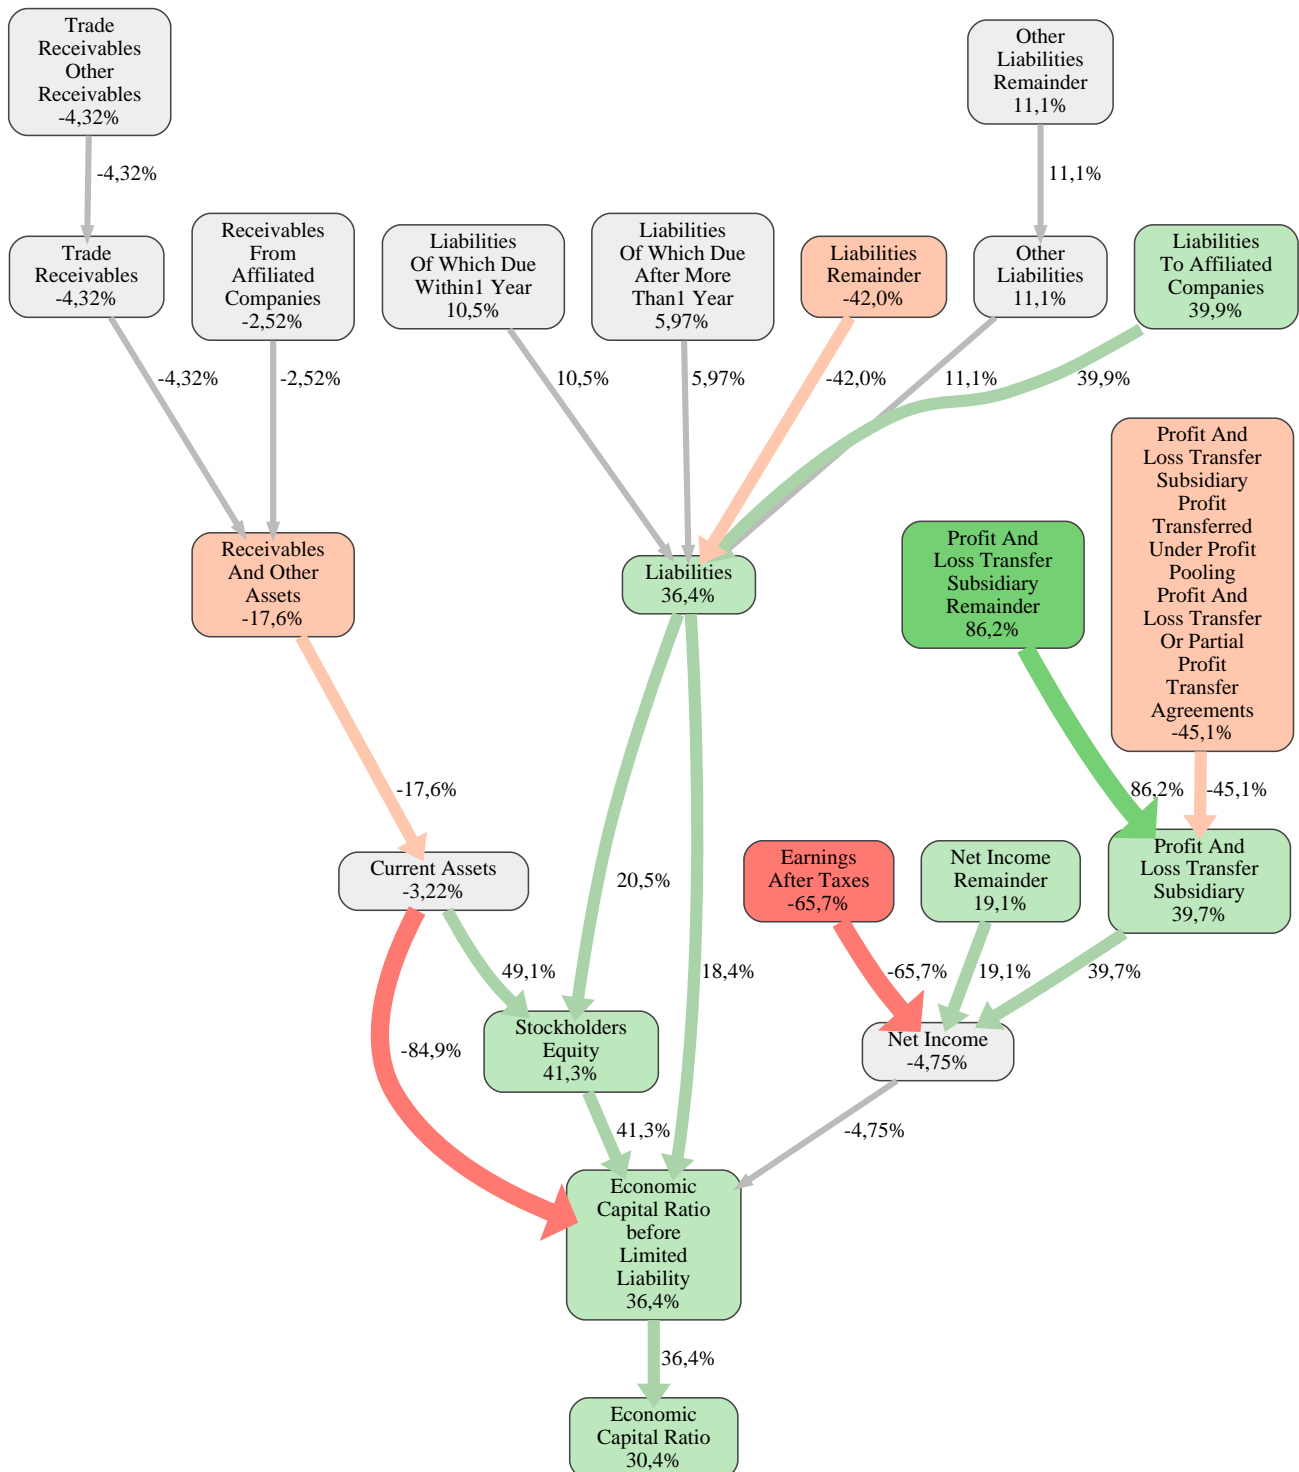 Trade
Receivables
Other
Receivables
-4,32%
Other
Liabilities
Remainder
11,1%
-4,32%
11,1%
Trade
Receivables
-4,32%
Receivables
From
Affiliated
Companies
-2,52%
Liabilities
Of Which Due
Within1 Year
10,5%
Liabilities
Of Which Due
After More
Than1 Year
5,97%
Liabilities
Remainder
-42,0%
Other
Liabilities
11,1%
Liabilities
To Affiliated
Companies
39,9%
-4,32%
-2,52%
10,5%
5,97%
-42,0%
11,1%
39,9%
Profit And
Loss Transfer
Subsidiary
Profit
Transferred
Under Profit
Pooling
Profit And
Loss Transfer
Or Partial
Profit
Transfer
Agreements
-45,1%
Receivables
And Other
Assets
-17,6%
Liabilities
36,4%
Profit And
Loss Transfer
Subsidiary
Remainder
86,2%
-17,6%
86,2%
-45,1%
Current Assets
-3,22%
20,5%
Earnings
After Taxes
-65,7%
Net Income
Remainder
19,1%
Profit And
Loss Transfer
Subsidiary
39,7%
49,1%
18,4%
-65,7%
19,1%
39,7%
-84,9%
Stockholders
Equity
41,3%
Net Income
-4,75%
41,3%
-4,75%
Economic
Capital Ratio
before
Limited
Liability
36,4%
36,4%
Economic
Capital Ratio
30,4%